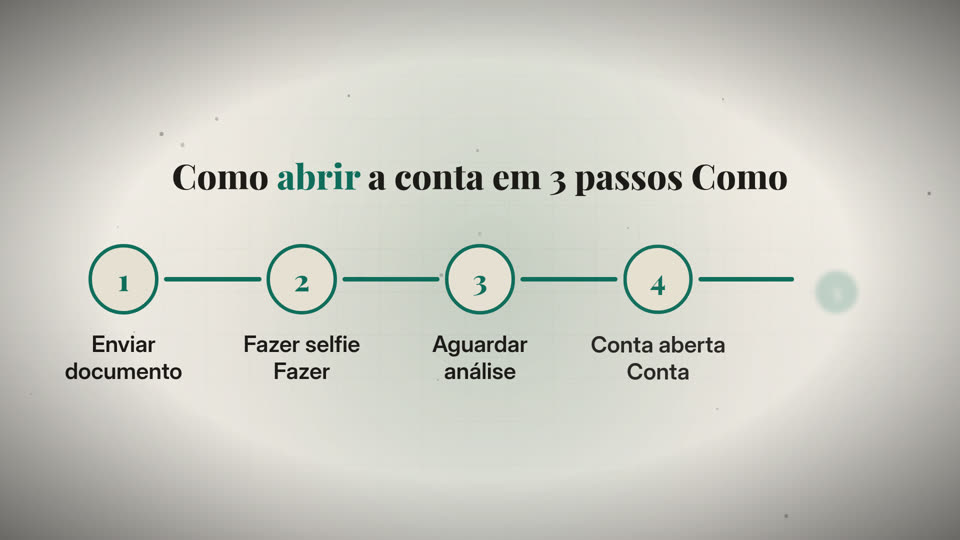 Como abrir a conta em 3 passos Como
1 2 3 4
Enviar documento
Fazer selfie Fazer
Aguardar análise
Conta aberta Conta